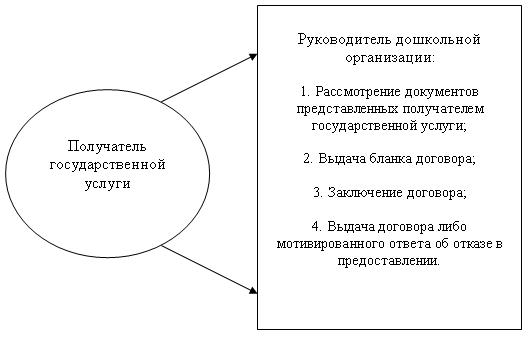 Получатель
государственной
услуги
Руководитель дошкольной
организации:
1. Рассмотрение документов
представленных получателем
государственной услуги;
2. Выдача бланка договора;
3. Заключение договора;
4. Выдача договора либо
мотивированного ответа об отказе в
предоставлении.